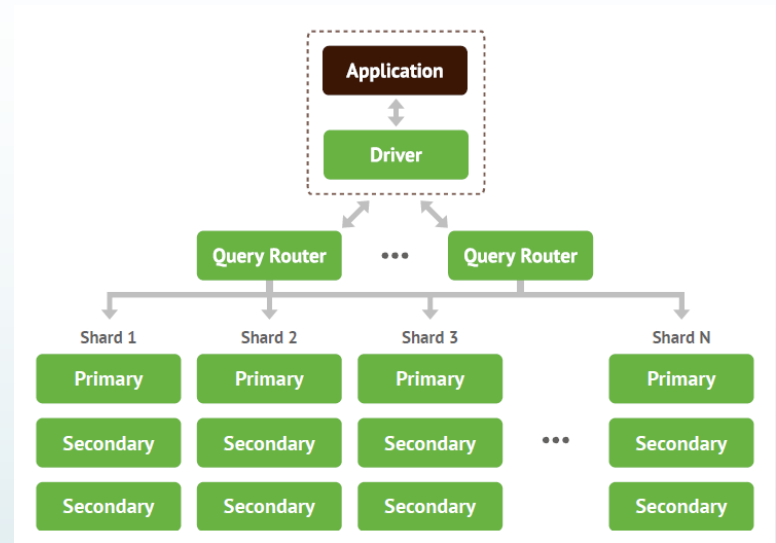 Application
Driver
Query Router ••• Query Router
Shard 1 Shard 2 Shard 3 Shard N
Primary Primary Primary Primary
Secondary Secondary Secondary ••• Secondary
Secondary Secondary Secondary Secondary